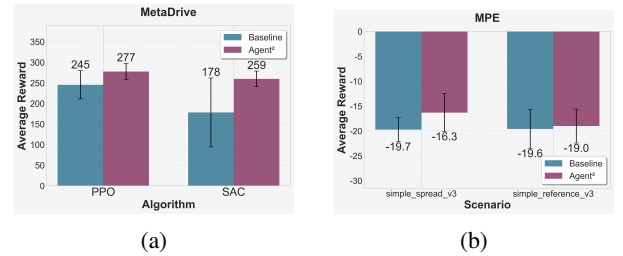 MetaDrive
Average Reward
350
300
250
200
150
100
50
0
245
277
178
259
Baseline
Agent²
PPO
SAC
Algorithm
(a)
MPE
Average Reward
0
-5
-10
-15
-20
-25
-30
-19.7
-16.3
-19.6
-19.0
Baseline
Agent²
simple_spread_v3
simple_reference_v3
Scenario
(b)